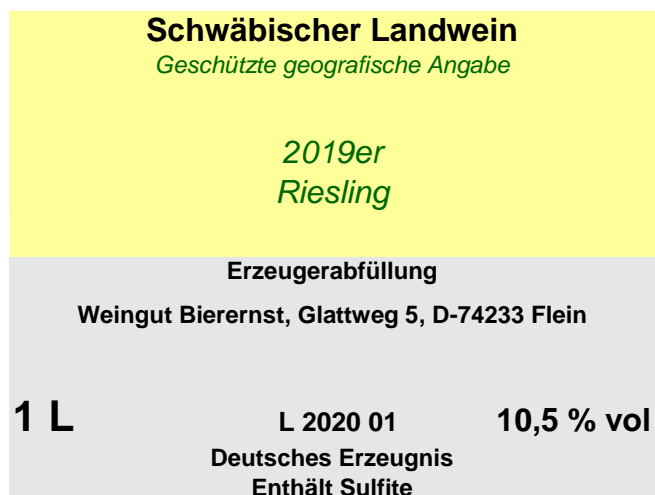 Schwäbischer Landwein
Geschützte geografische Angabe
2019er
Riesling
Erzeugerabfüllung
Weingut Bierernst, Glattweg 5, D-74233 Flein
1 L L 2020 01 10,5 % vol
Deutsches Erzeugnis
Enthält Sulfite